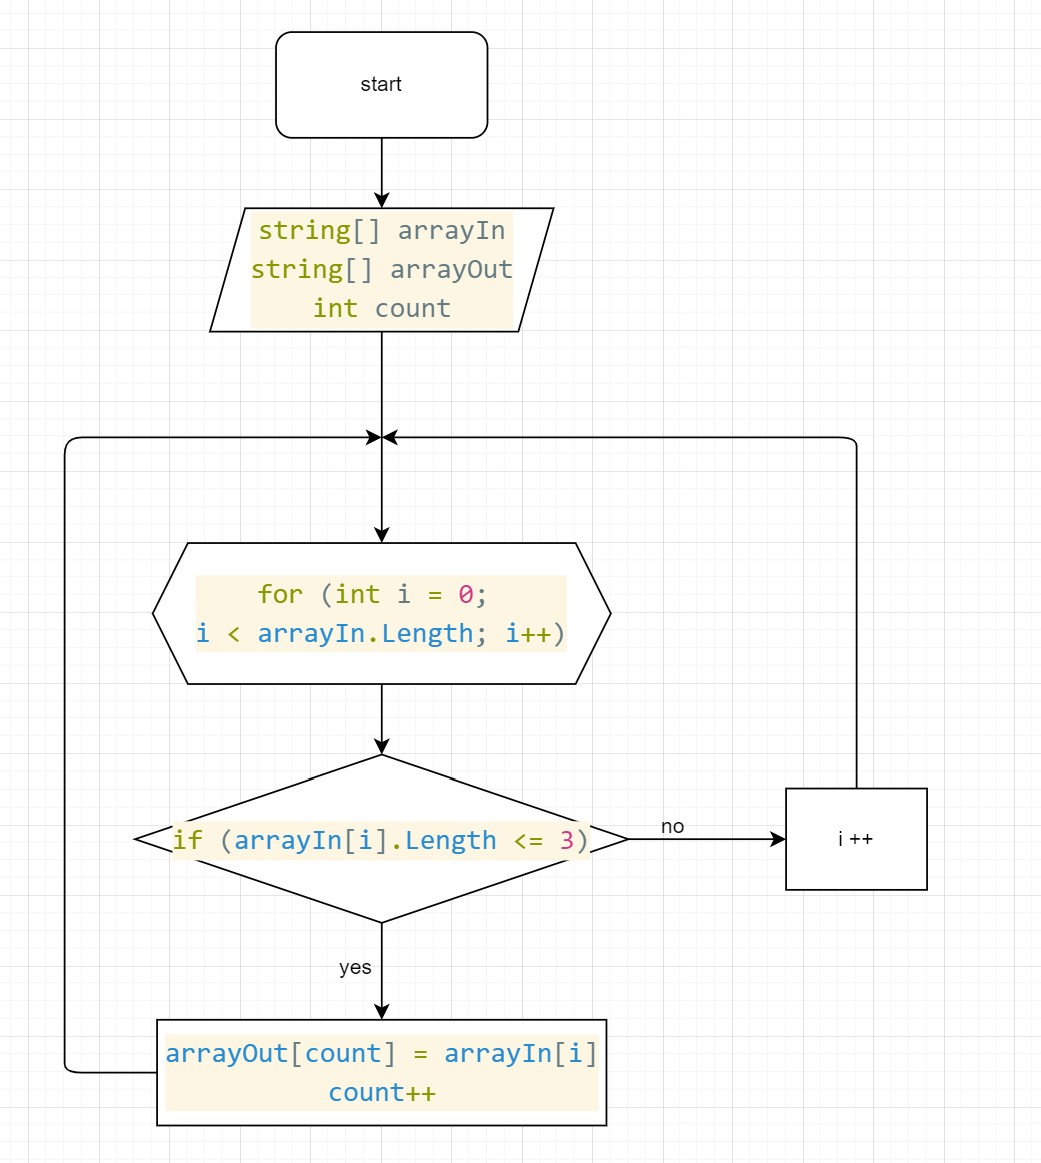 start
string[] arrayIn
string[] arrayOut
int count
for (int i = 0;
i < arrayIn.Length; i++)
if (arrayIn[i].Length <= 3)
no
i ++
yes
arrayOut[count] = arrayIn[i]
count++